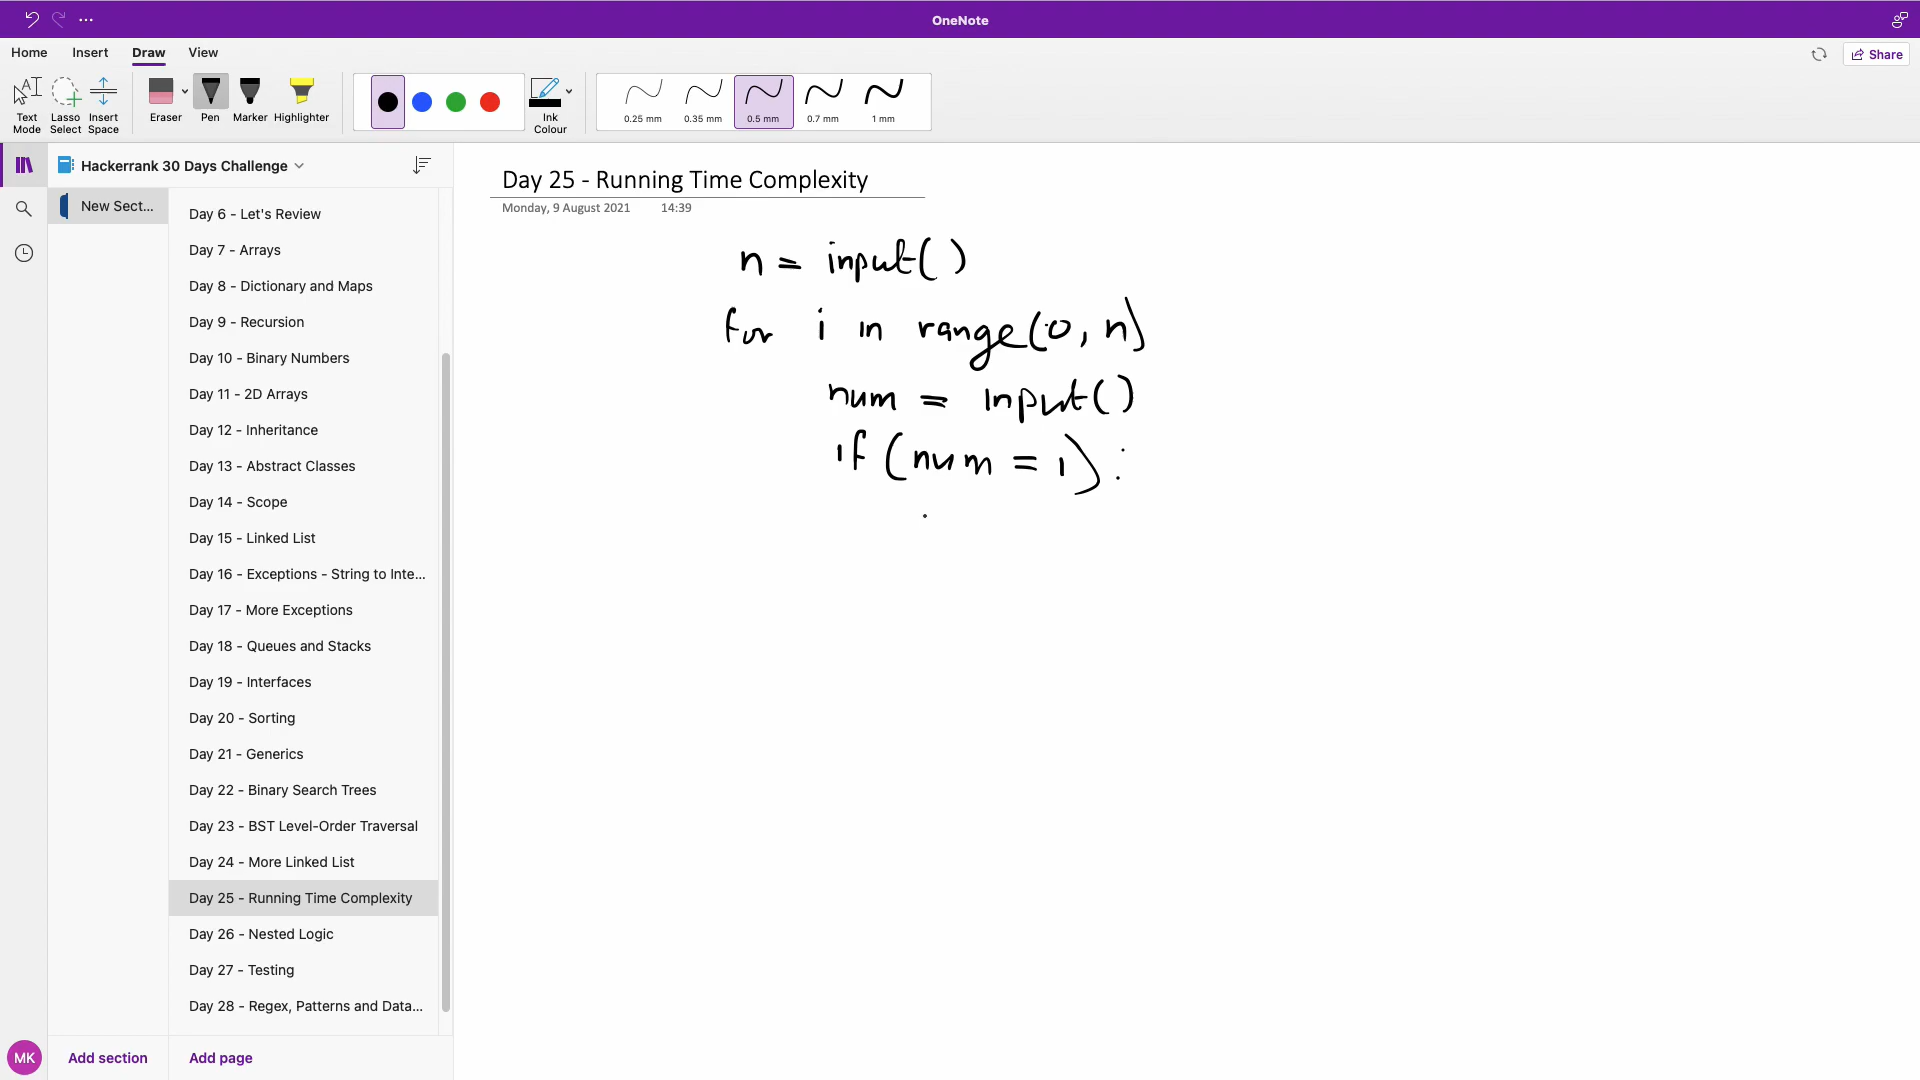 OneNote
Home Insert Draw View
Share
Text Mode Lasso Select Insert Space Eraser Pen Marker Highlighter Ink Colour 0.25 mm 0.35 mm 0.5 mm 0.7 mm 1 mm
Hackerrank 30 Days Challenge
New Sect...
Day 6 - Let's Review
Day 7 - Arrays
Day 8 - Dictionary and Maps
Day 9 - Recursion
Day 10 - Binary Numbers
Day 11 - 2D Arrays
Day 12 - Inheritance
Day 13 - Abstract Classes
Day 14 - Scope
Day 15 - Linked List
Day 16 - Exceptions - String to Inte...
Day 17 - More Exceptions
Day 18 - Queues and Stacks
Day 19 - Interfaces
Day 20 - Sorting
Day 21 - Generics
Day 22 - Binary Search Trees
Day 23 - BST Level-Order Traversal
Day 24 - More Linked List
Day 25 - Running Time Complexity
Day 26 - Nested Logic
Day 27 - Testing
Day 28 - Regex, Patterns and Data...
MK Add section Add page
Day 25 - Running Time Complexity
Monday, 9 August 2021 14:39
n = input( )
for i in range(0, n)
num = input( )
if (num = 1) :